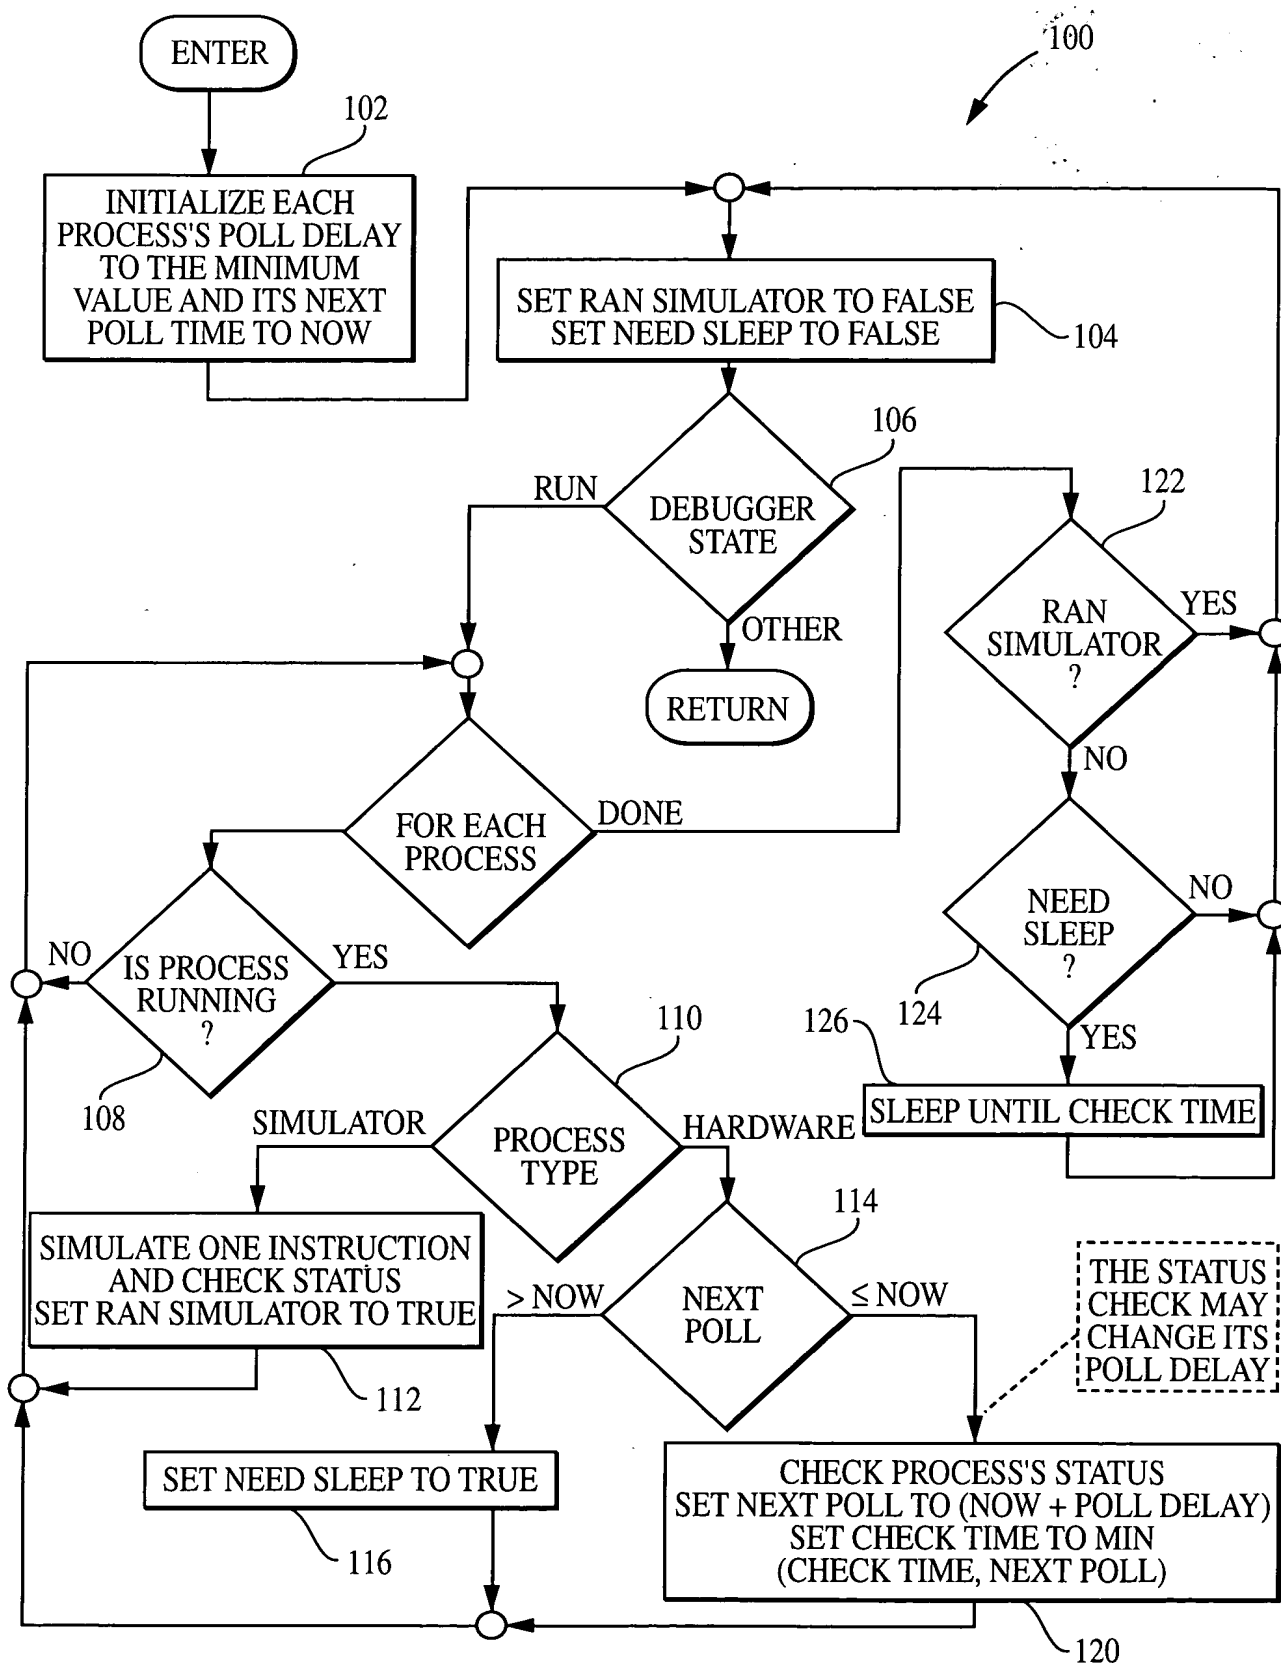 ENTER
100
102
INITIALIZE EACH
PROCESS'S POLL DELAY
TO THE MINIMUM
VALUE AND ITS NEXT
POLL TIME TO NOW
SET RAN SIMULATOR TO FALSE
SET NEED SLEEP TO FALSE
104
106
RUN
DEBUGGER
STATE
OTHER
RETURN
122
RAN
SIMULATOR
?
YES
NO
FOR EACH
PROCESS
DONE
NEED
SLEEP
?
NO
124
YES
126
SLEEP UNTIL CHECK TIME
NO
IS PROCESS
RUNNING
?
YES
108
110
SIMULATOR
PROCESS
TYPE
HARDWARE
114
SIMULATE ONE INSTRUCTION
AND CHECK STATUS
SET RAN SIMULATOR TO TRUE
112
> NOW
NEXT
POLL
≤ NOW
THE STATUS
CHECK MAY
CHANGE ITS
POLL DELAY
SET NEED SLEEP TO TRUE
116
CHECK PROCESS'S STATUS
SET NEXT POLL TO (NOW + POLL DELAY)
SET CHECK TIME TO MIN
(CHECK TIME, NEXT POLL)
120